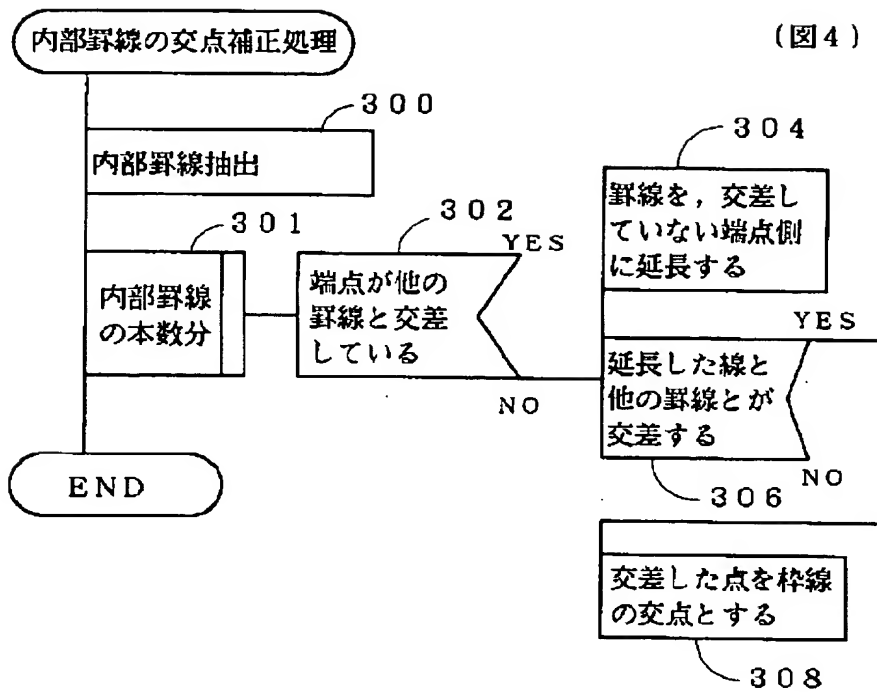 内部罫線の交点補正処理
(図4)
300
内部罫線抽出
301
内部罫線
の本数分
302
YES
端点が他の
罫線と交差
している
NO
304
罫線を，交差し
ていない端点側
に延長する
YES
延長した線と
他の罫線とが
交差する
NO
306
交差した点を枠線
の交点とする
308
END